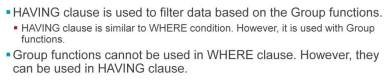 ▪ HAVING clause is used to filter data based on the Group functions.
▪ HAVING clause is similar to WHERE condition. However, it is used with Group
functions.
▪ Group functions cannot be used in WHERE clause. However, they
can be used in HAVING clause.